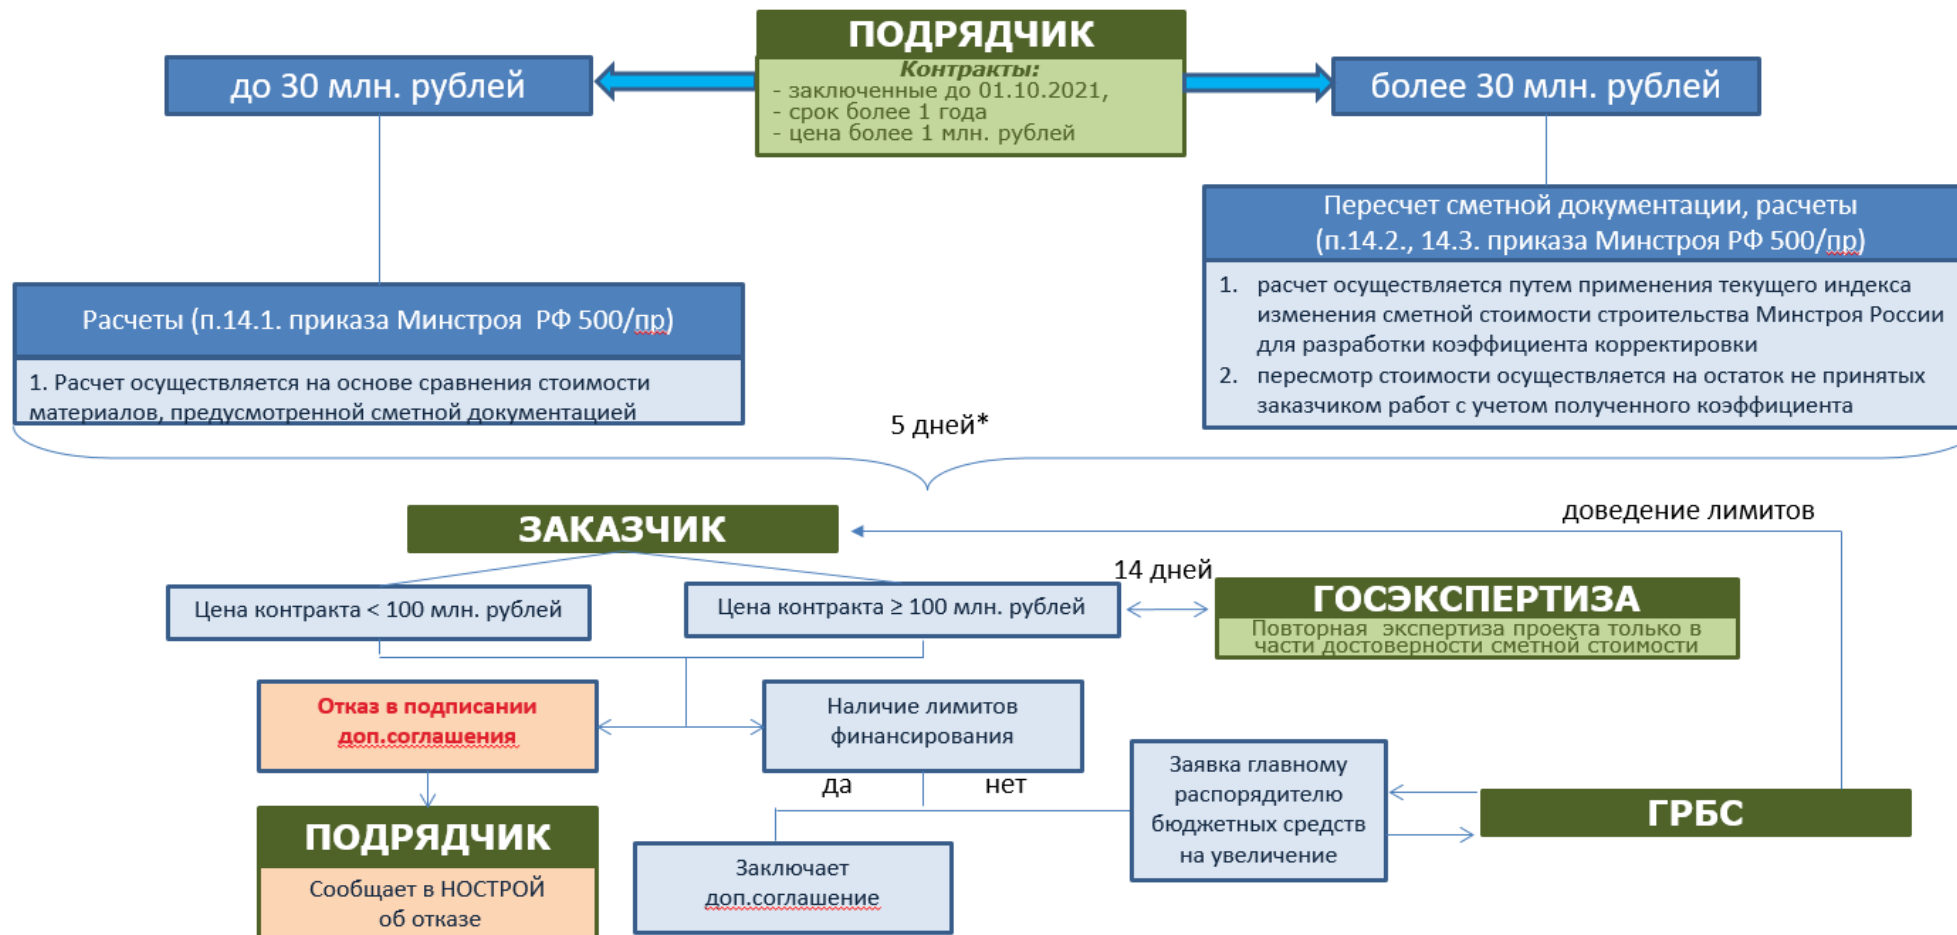 ПОДРЯДЧИК
Контракты:
- заключенные до 01.10.2021,
- срок более 1 года
- цена более 1 млн. рублей
до 30 млн. рублей
более 30 млн. рублей
Расчеты (п.14.1. приказа Минстроя РФ 500/пр)
1. Расчет осуществляется на основе сравнения стоимости
материалов, предусмотренной сметной документацией
Пересчет сметной документации, расчеты
(п.14.2., 14.3. приказа Минстроя РФ 500/пр)
1. расчет осуществляется путем применения текущего индекса
изменения сметной стоимости строительства Минстроя России
для разработки коэффициента корректировки
2. пересмотр стоимости осуществляется на остаток не принятых
заказчиком работ с учетом полученного коэффициента
5 дней*
ЗАКАЗЧИК
доведение лимитов
Цена контракта < 100 млн. рублей
Цена контракта ≥ 100 млн. рублей
14 дней
ГОСЭКСПЕРТИЗА
Повторная экспертиза проекта только в
части достоверности сметной стоимости
Отказ в подписании
доп.соглашения
Наличие лимитов
финансирования
да
нет
Заявка главному
распорядителю
бюджетных средств
на увеличение
ГРБС
ПОДРЯДЧИК
Сообщает в НОСТРОЙ
об отказе
Заключает
доп.соглашение